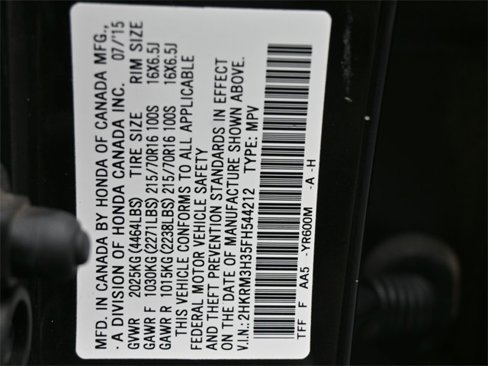 MFD. IN CANADA BY HONDA OF CANADA MFG.,
- A DIVISION OF HONDA CANADA INC. 07/'15
GVWR 2025KG(4464LBS) TIRE SIZE RIM SIZE
GAWR F 1030KG(2271LBS) 215/70R16 100S 16X6.5J
GAWR R 1015KG(2238LBS) 215/70R16 100S 16X6.5J
THIS VEHICLE CONFORMS TO ALL APPLICABLE
FEDERAL MOTOR VEHICLE SAFETY
AND THEFT PREVENTION STANDARDS IN EFFECT
ON THE DATE OF MANUFACTURE SHOWN ABOVE.
V.I.N.: 2HKRM3H35FH544212 TYPE: MPV
TFF F AA5 -YR600M -A -H